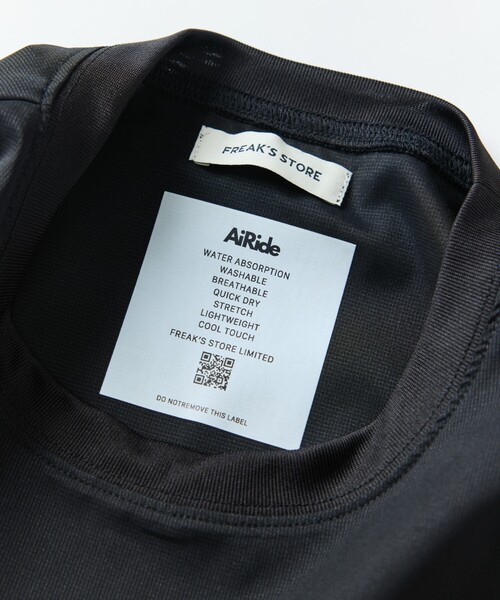 FREAK'S STORE
AiRide
WATER ABSORPTION
WASHABLE
BREATHABLE
QUICK DRY
STRETCH
LIGHTWEIGHT
COOL TOUCH
FREAK'S STORE LIMITED
DO NOTREMOVE THIS LABEL